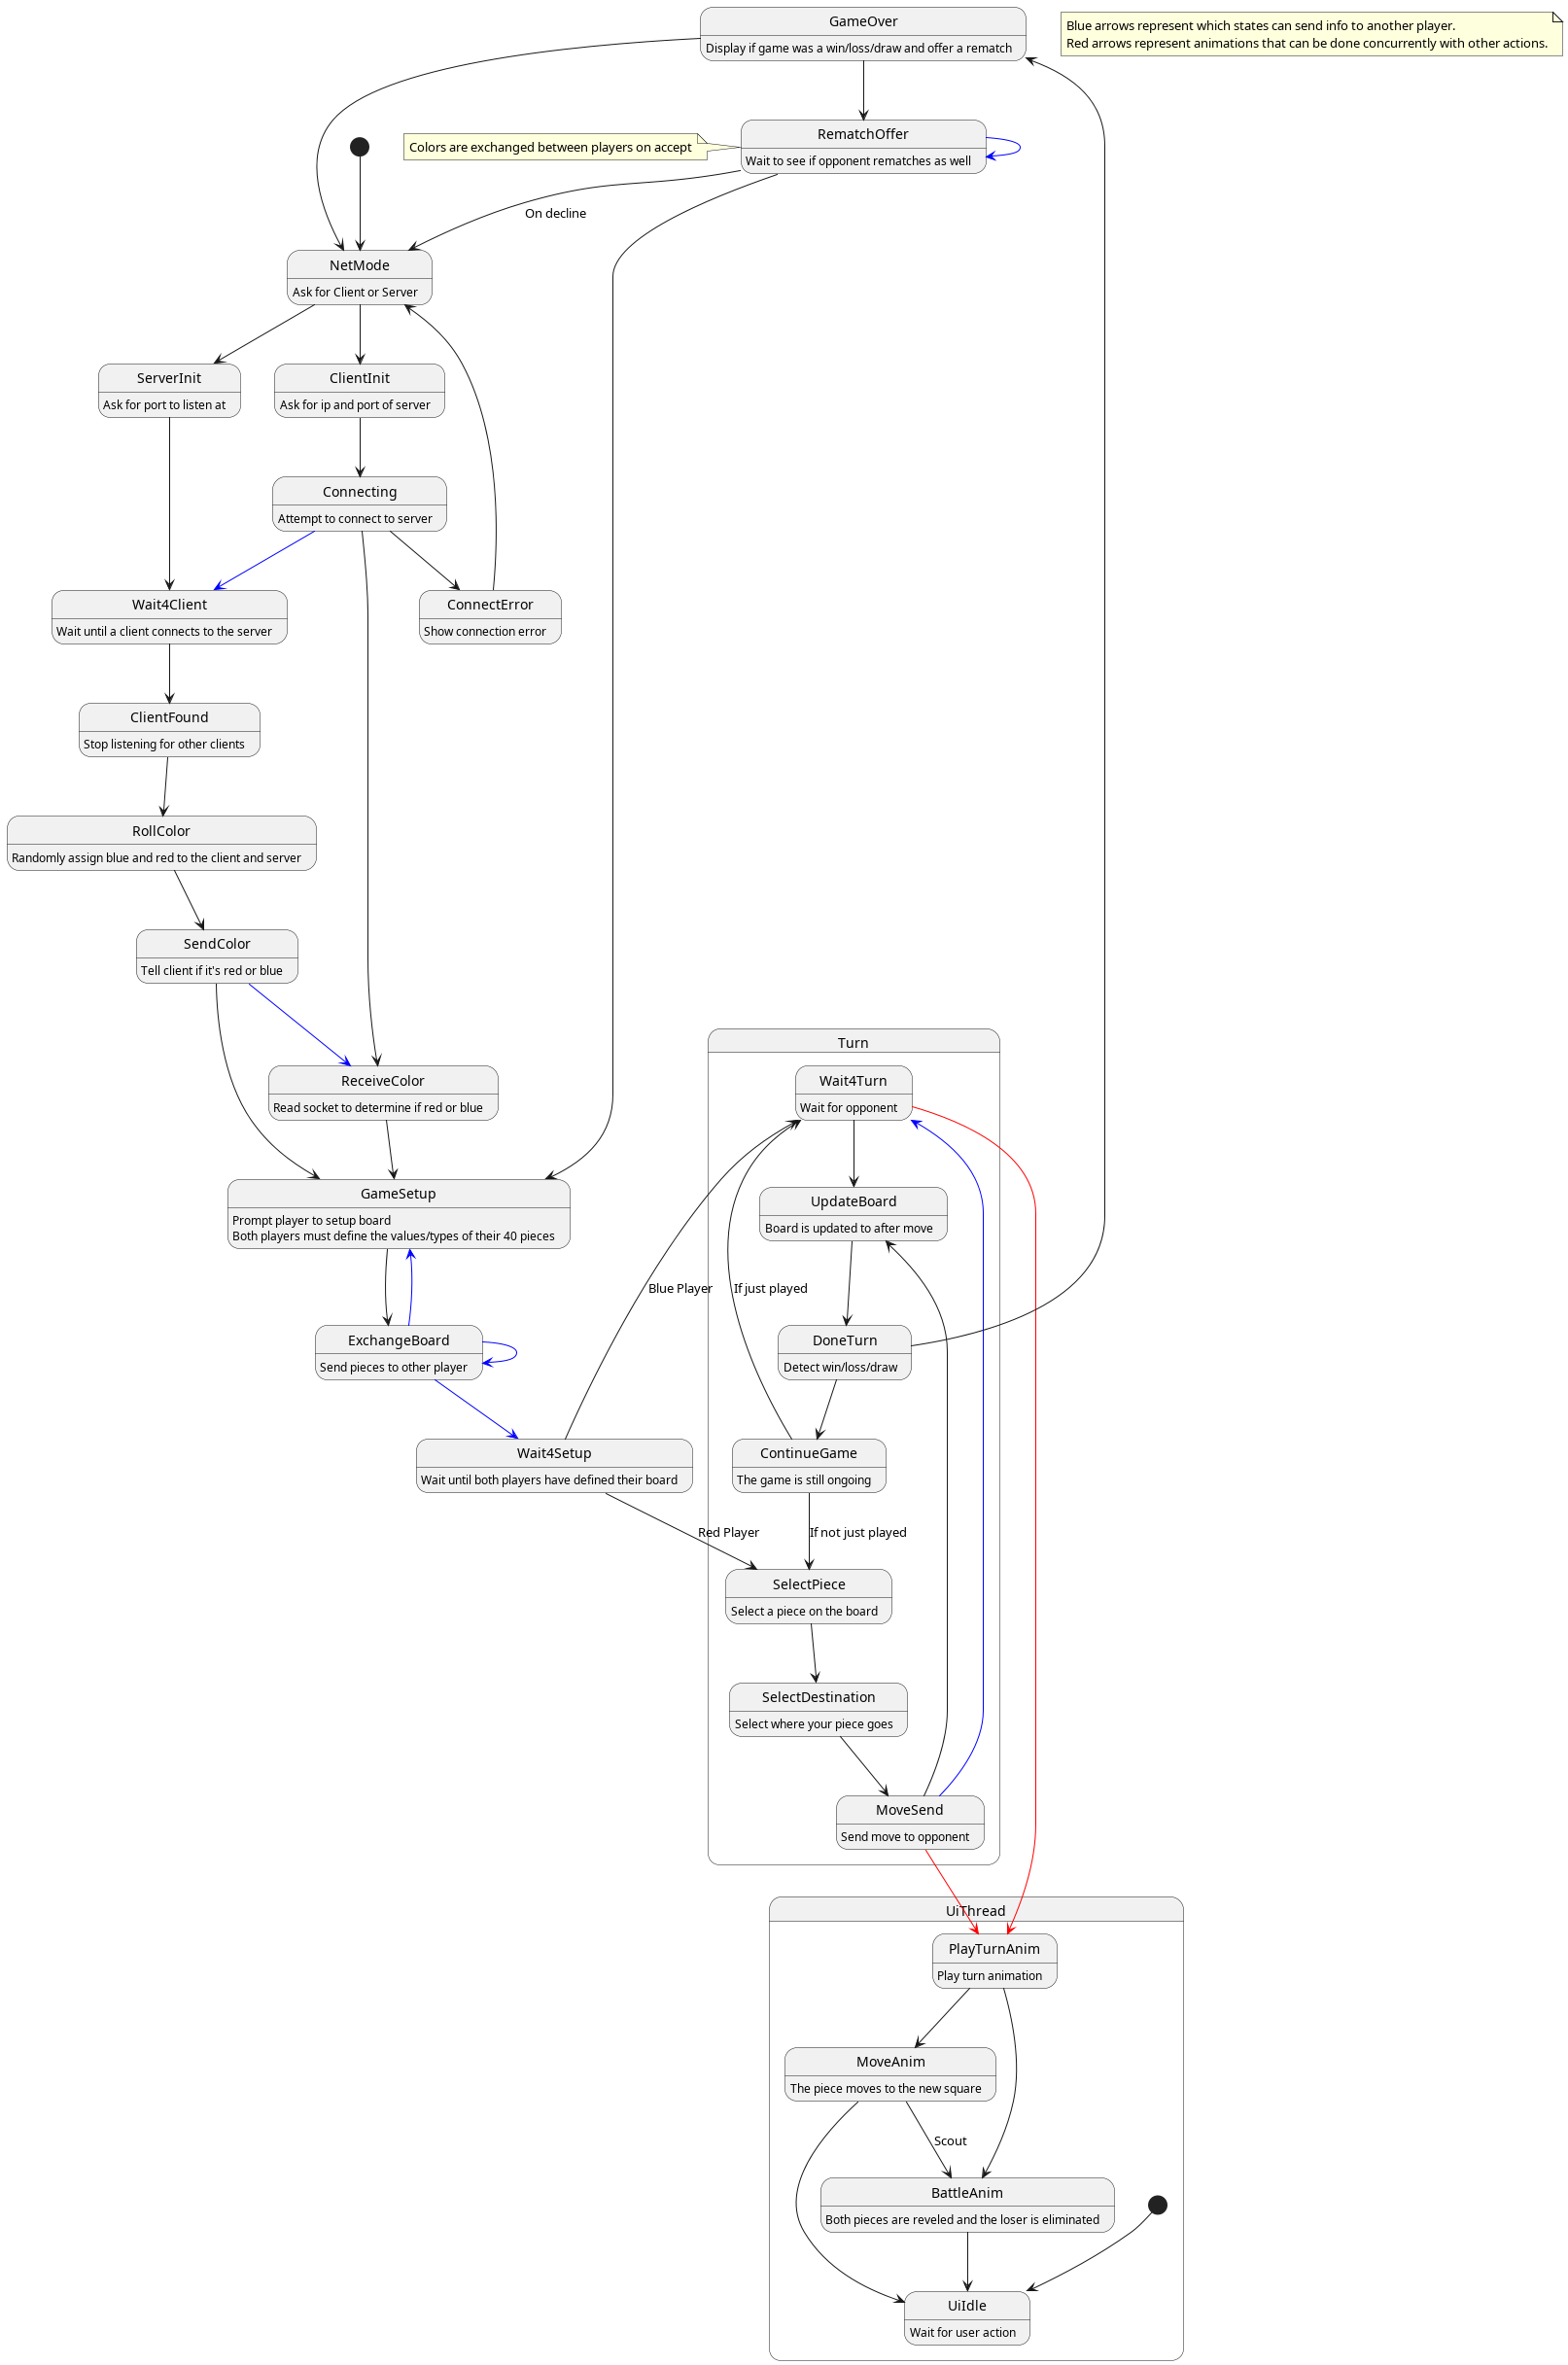 GameOver
Display if game was a win/loss/draw and offer a rematch
Blue arrows represent which states can send info to another player.
Red arrows represent animations that can be done concurrently with other actions.
Colors are exchanged between players on accept
RematchOffer
Wait to see if opponent rematches as well
On decline
NetMode
Ask for Client or Server
ServerInit
Ask for port to listen at
ClientInit
Ask for ip and port of server
Connecting
Attempt to connect to server
Wait4Client
Wait until a client connects to the server
ConnectError
Show connection error
ClientFound
Stop listening for other clients
RollColor
Randomly assign blue and red to the client and server
SendColor
Tell client if it's red or blue
Turn
ReceiveColor
Read socket to determine if red or blue
Wait4Turn
Wait for opponent
GameSetup
Prompt player to setup board
Both players must define the values/types of their 40 pieces
UpdateBoard
Board is updated to after move
Blue Player
If just played
ExchangeBoard
Send pieces to other player
DoneTurn
Detect win/loss/draw
Wait4Setup
Wait until both players have defined their board
ContinueGame
The game is still ongoing
Red Player
If not just played
SelectPiece
Select a piece on the board
SelectDestination
Select where your piece goes
MoveSend
Send move to opponent
UiThread
PlayTurnAnim
Play turn animation
MoveAnim
The piece moves to the new square
Scout
BattleAnim
Both pieces are reveled and the loser is eliminated
UiIdle
Wait for user action